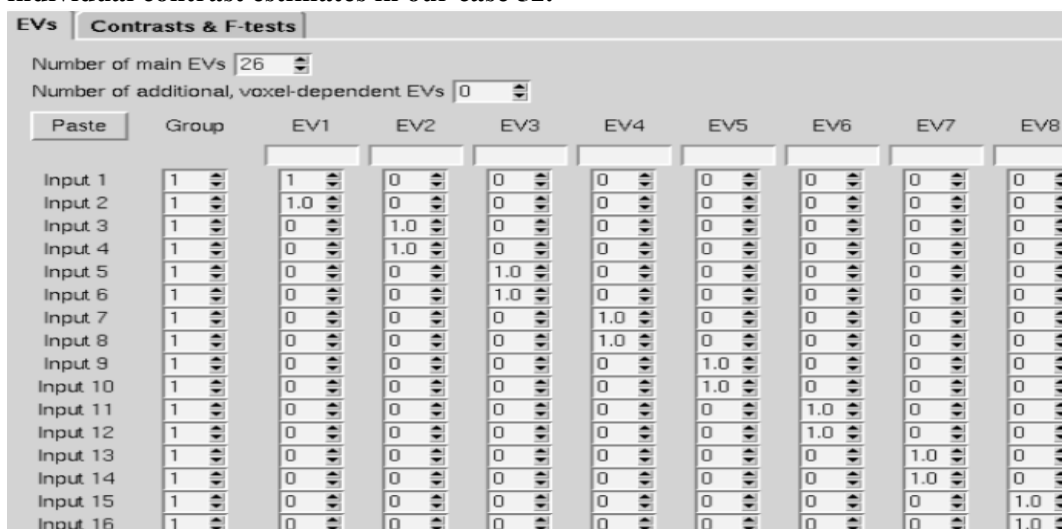 EVs Contrasts & F-tests
Number of main EVs 26
Number of additional, voxel-dependent EVs 0
Paste Group EV1 EV2 EV3 EV4 EV5 EV6 EV7 EV8
Input 1 1 1 0 0 0 0 0 0 0
Input 2 1 1.0 0 0 0 0 0 0 0
Input 3 1 0 1.0 0 0 0 0 0 0
Input 4 1 0 1.0 0 0 0 0 0 0
Input 5 1 0 0 1.0 0 0 0 0 0
Input 6 1 0 0 1.0 0 0 0 0 0
Input 7 1 0 0 0 1.0 0 0 0 0
Input 8 1 0 0 0 1.0 0 0 0 0
Input 9 1 0 0 0 0 1.0 0 0 0
Input 10 1 0 0 0 0 1.0 0 0 0
Input 11 1 0 0 0 0 0 1.0 0 0
Input 12 1 0 0 0 0 0 1.0 0 0
Input 13 1 0 0 0 0 0 0 1.0 0
Input 14 1 0 0 0 0 0 0 1.0 0
Input 15 1 0 0 0 0 0 0 0 1.0
Input 16 1 0 0 0 0 0 0 0 1.0